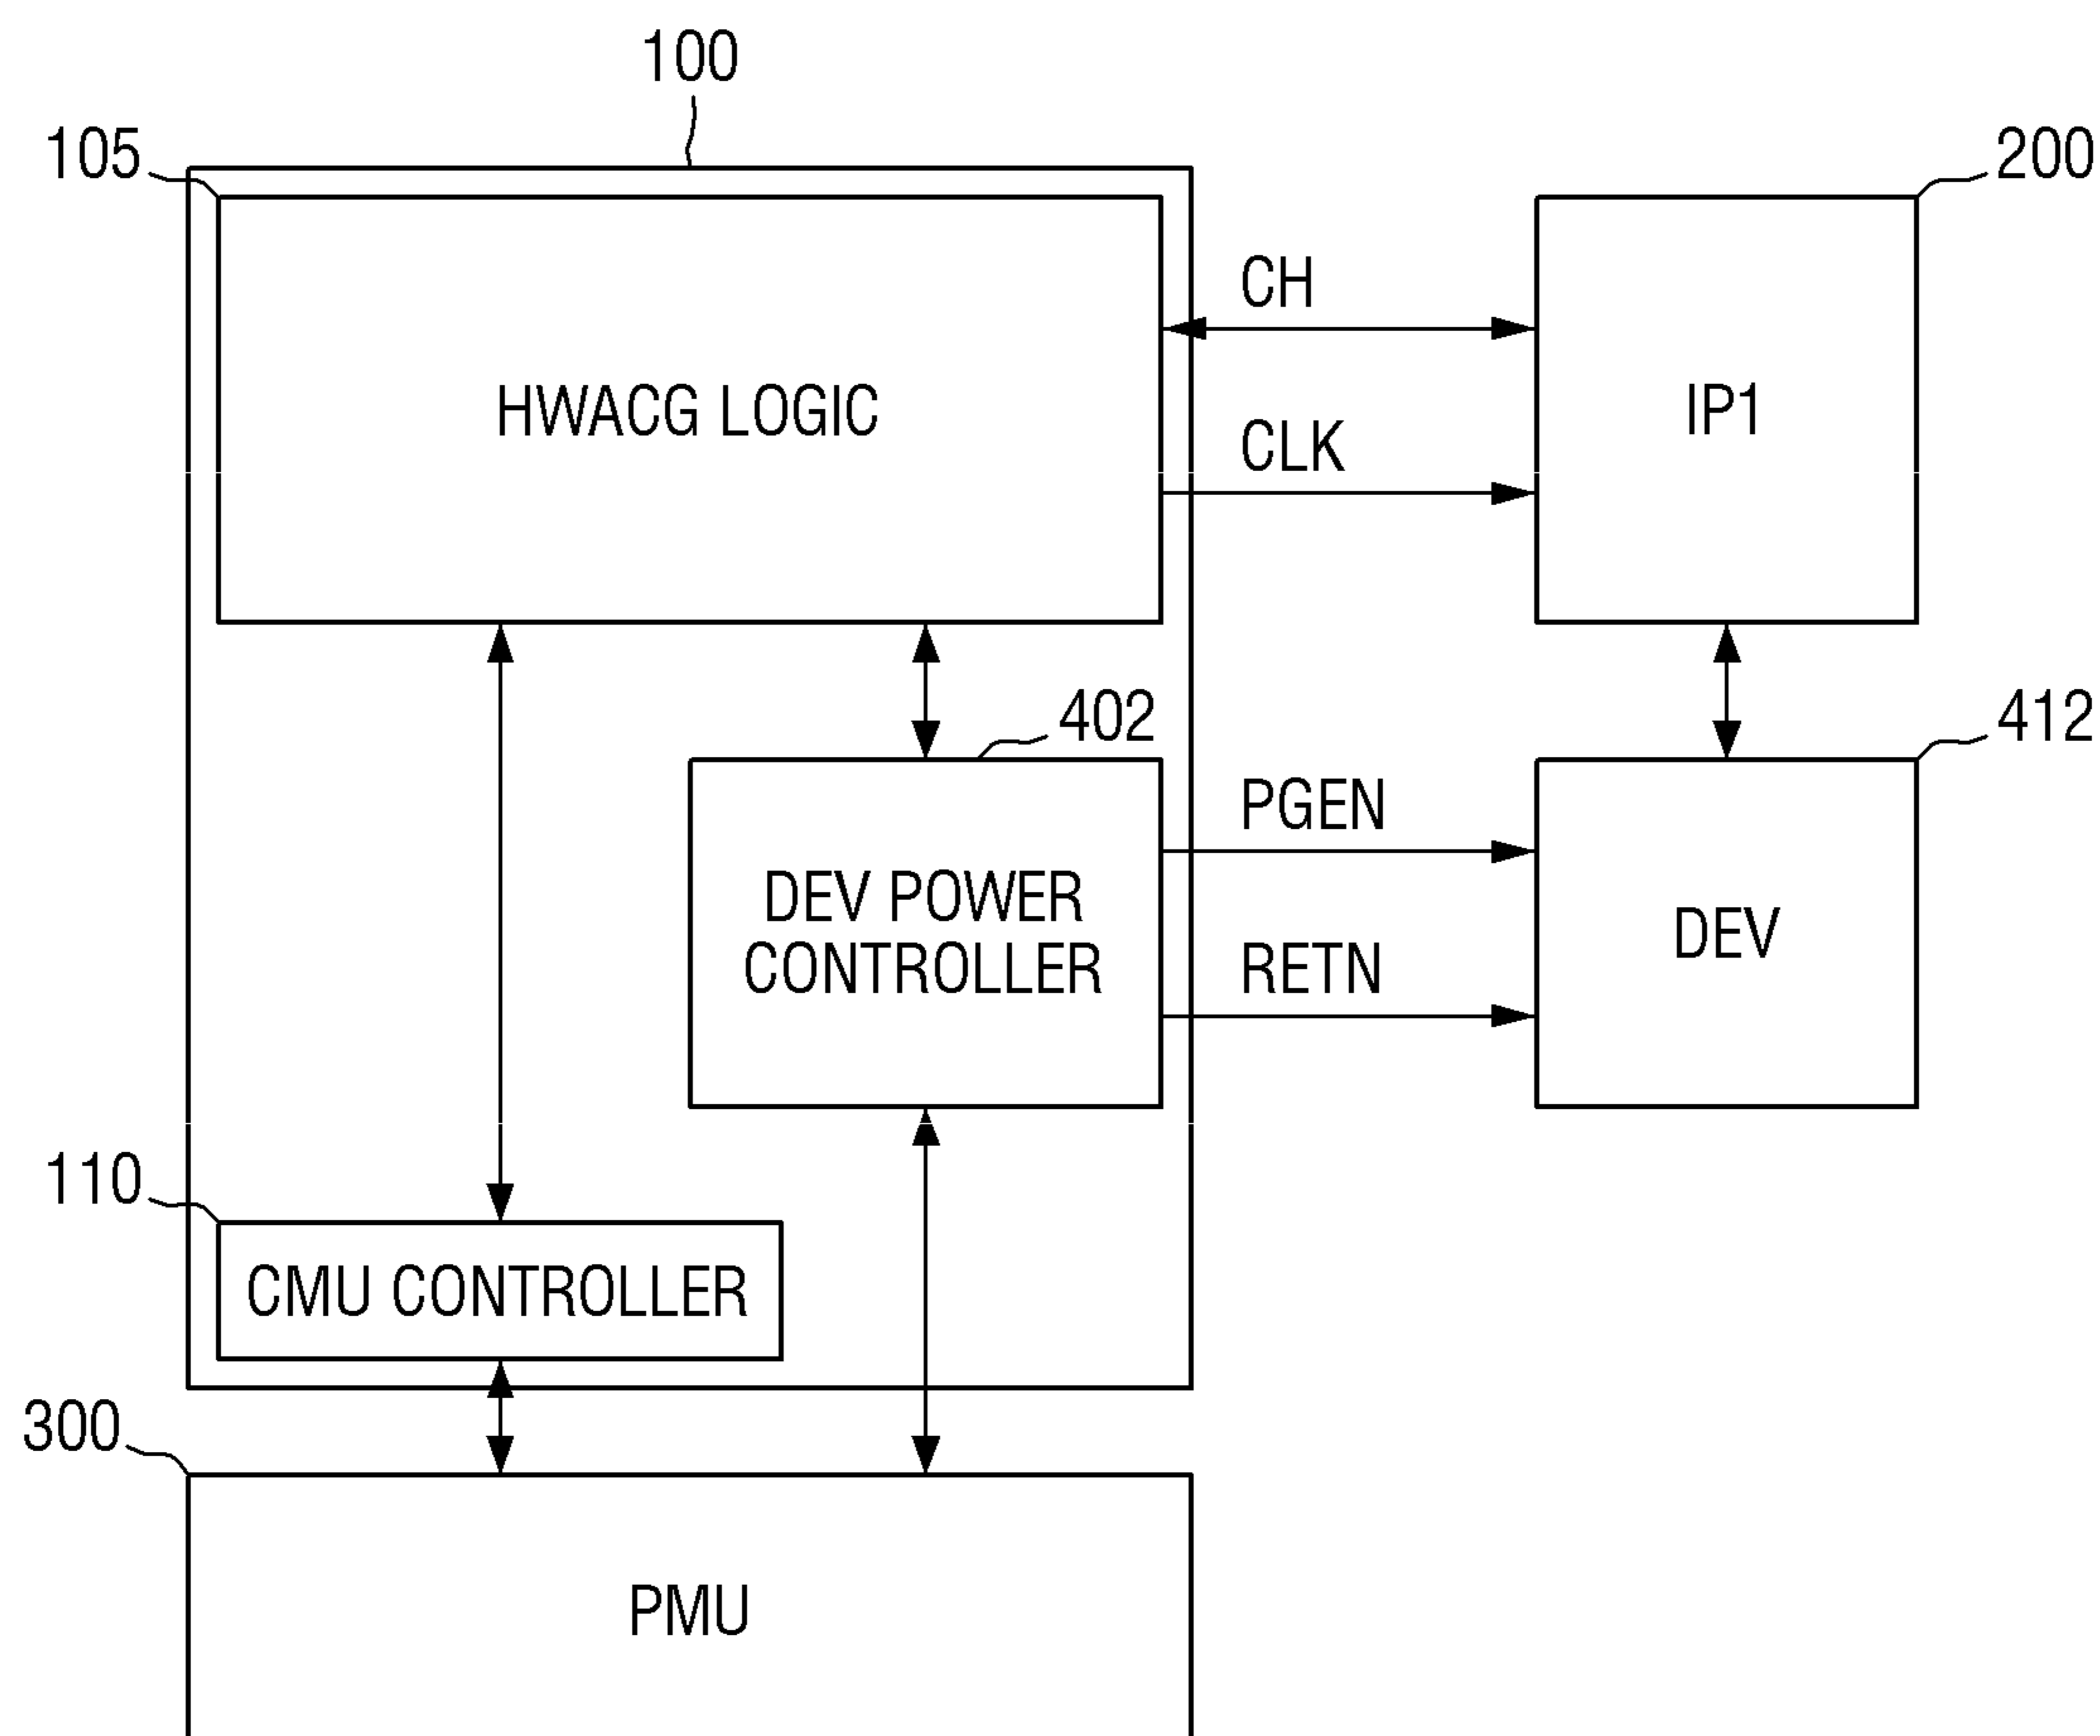 100
105
200
CH
HWACG LOGIC
IP1
CLK
402
412
PGEN
DEV POWER
CONTROLLER
DEV
RETN
110
CMU CONTROLLER
300
PMU